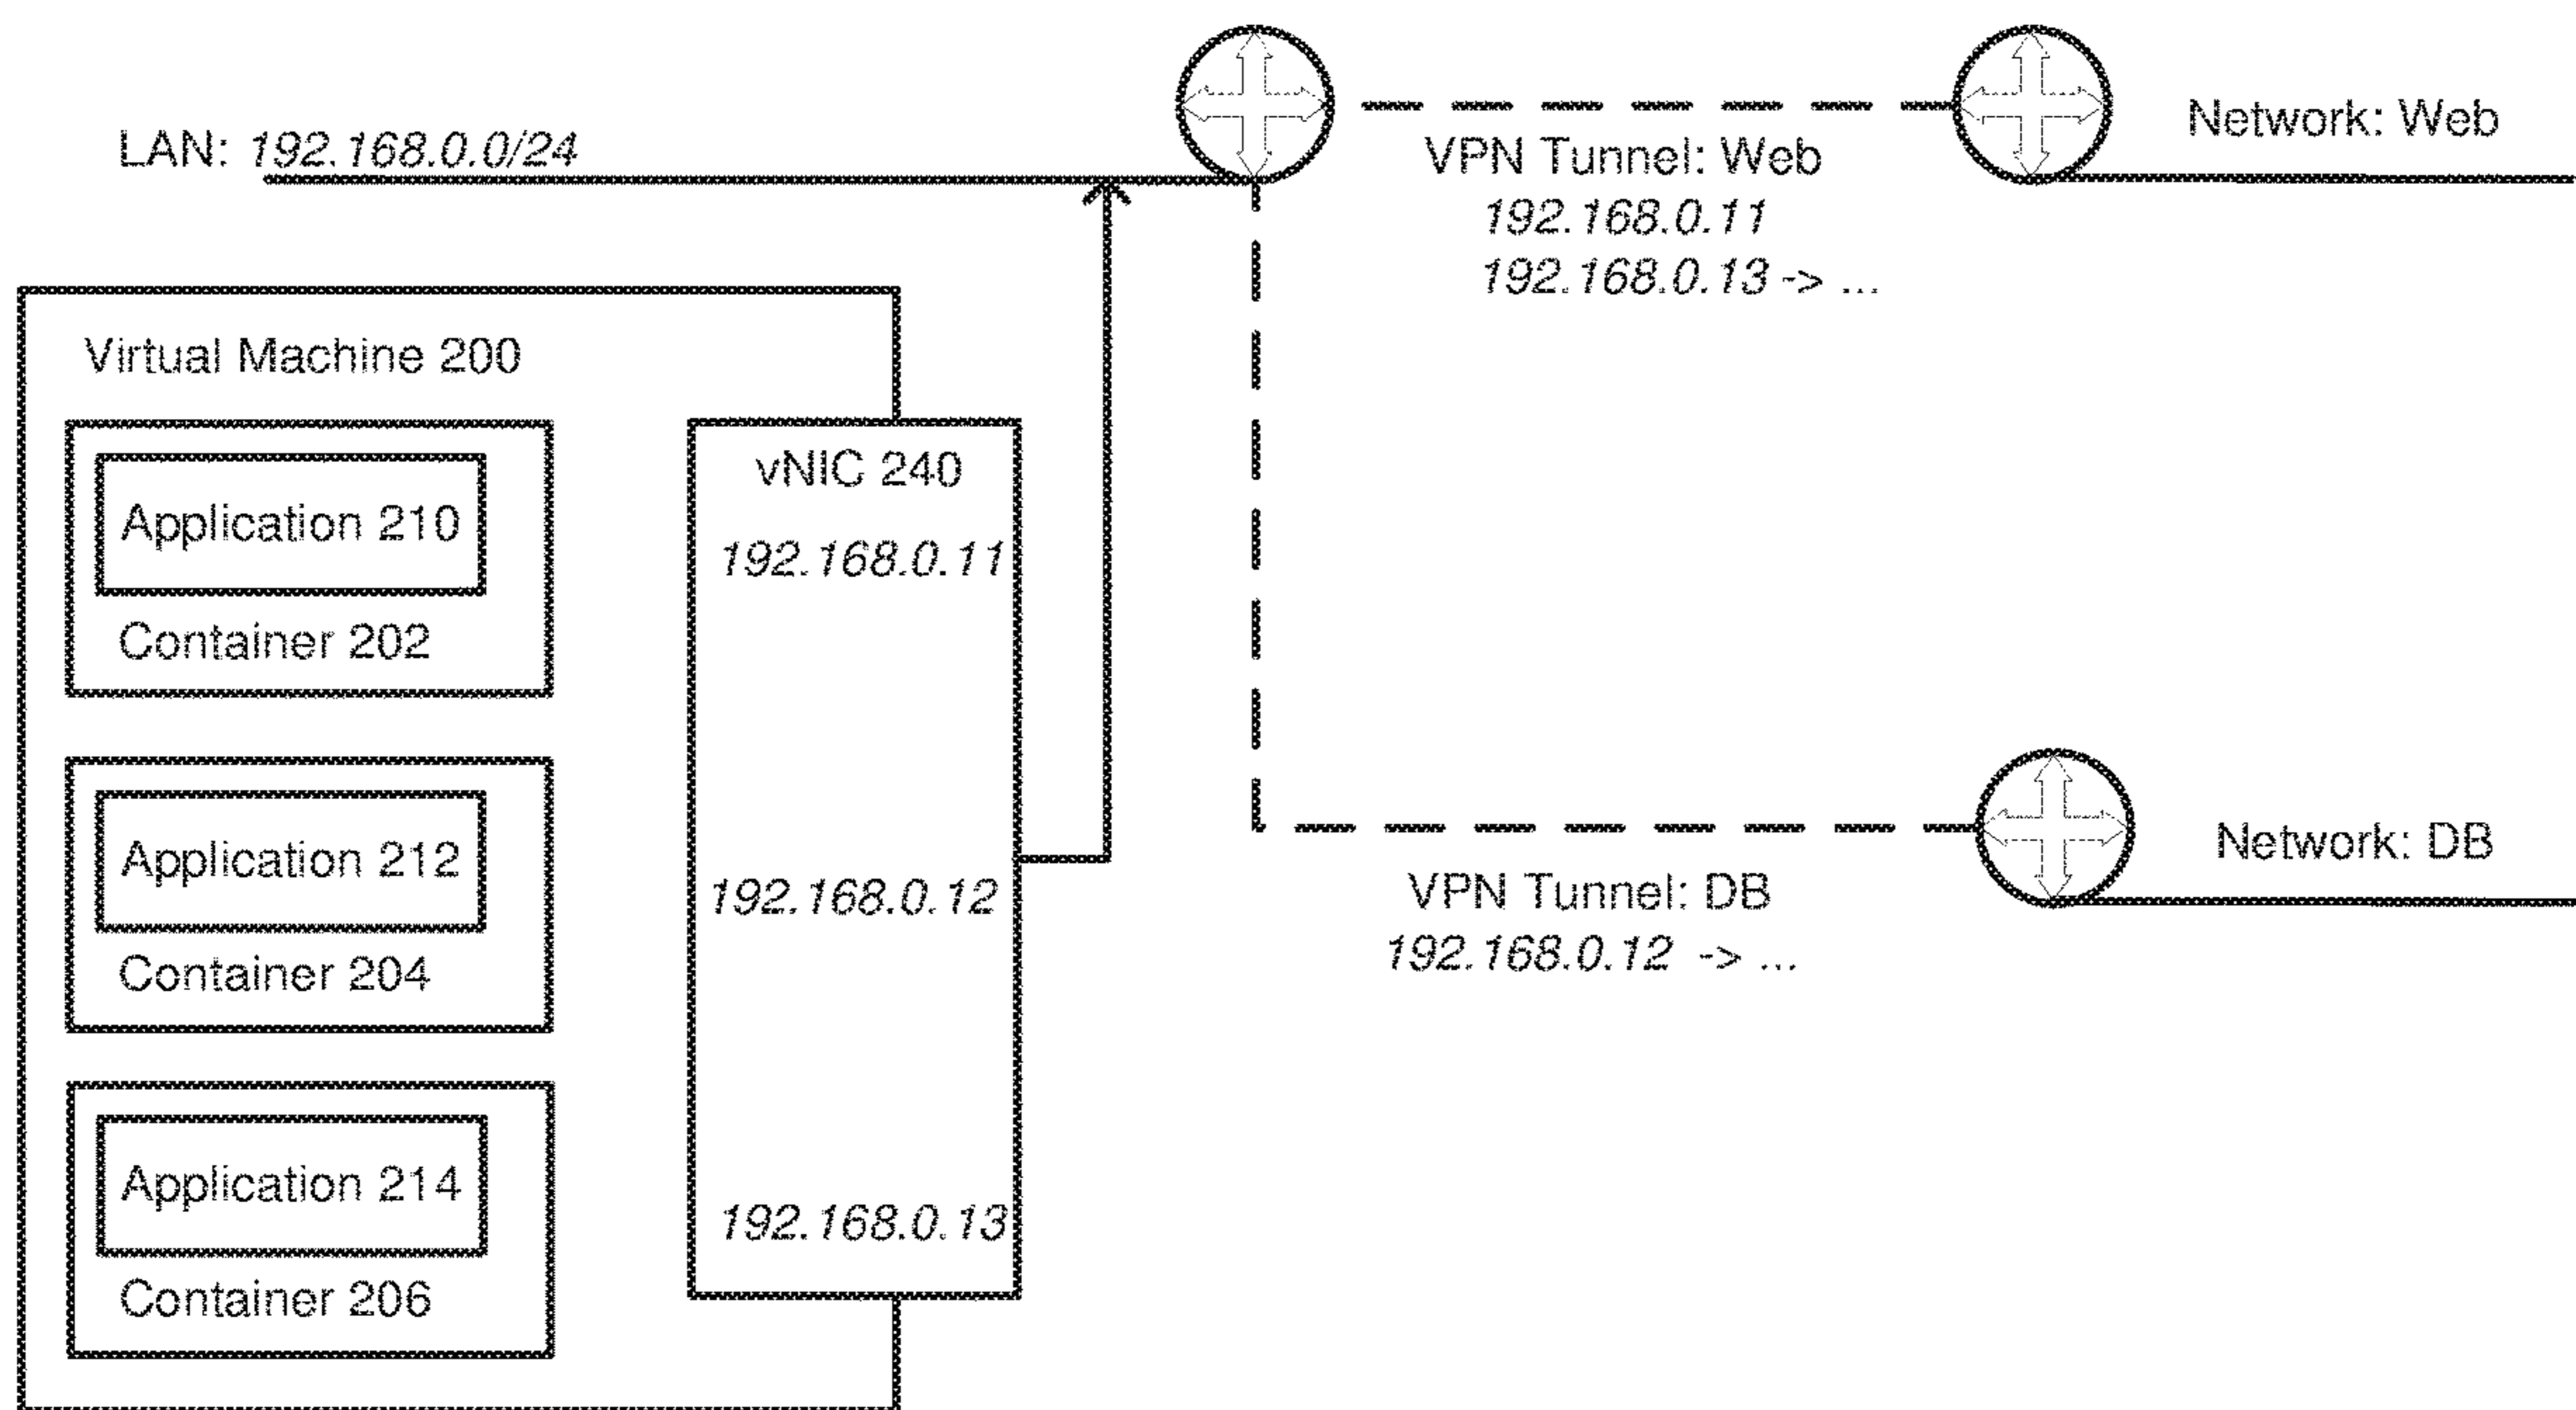 LAN: 192.168.0.0/24
VPN Tunnel: Web
192.168.0.11
192.168.0.13 -> ...
Network: Web
Virtual Machine 200
Application 210
Container 202
Application 212
Container 204
Application 214
Container 206
vNIC 240
192.168.0.11
192.168.0.12
192.168.0.13
VPN Tunnel: DB
192.168.0.12 -> ...
Network: DB